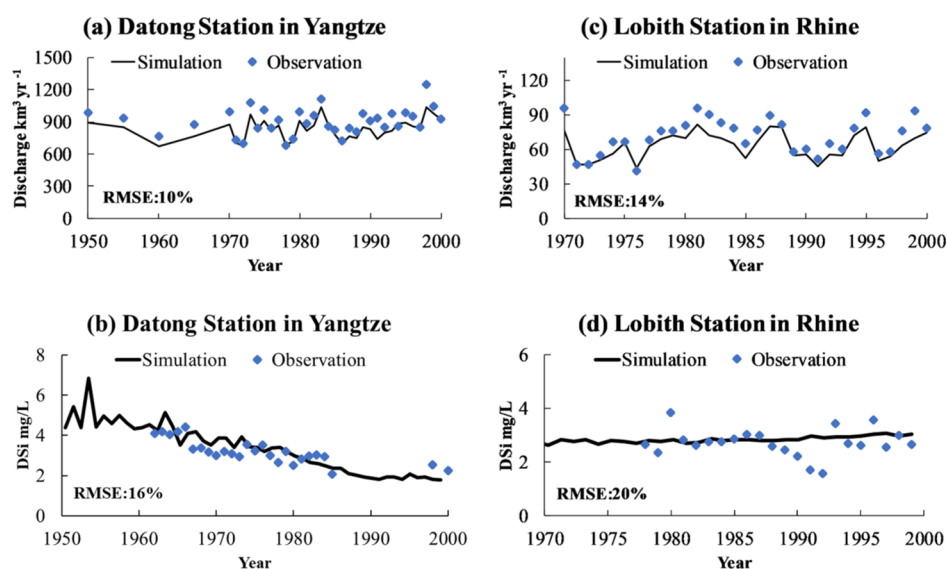 (a) Datong Station in Yangtze
Simulation Observation
1500
1200
900
600
300
0
Discharge km³ yr⁻¹
RMSE:10%
1950 1960 1970 1980 1990 2000
Year
(c) Lobith Station in Rhine
Simulation Observation
120
90
60
30
0
Discharge km³ yr⁻¹
RMSE:14%
1970 1975 1980 1985 1990 1995 2000
Year
(b) Datong Station in Yangtze
Simulation Observation
8
6
4
2
0
DSi mg/L
RMSE:16%
1950 1960 1970 1980 1990 2000
Year
(d) Lobith Station in Rhine
Simulation Observation
6
4
2
0
DSi mg/L
RMSE:20%
1970 1975 1980 1985 1990 1995 2000
Year